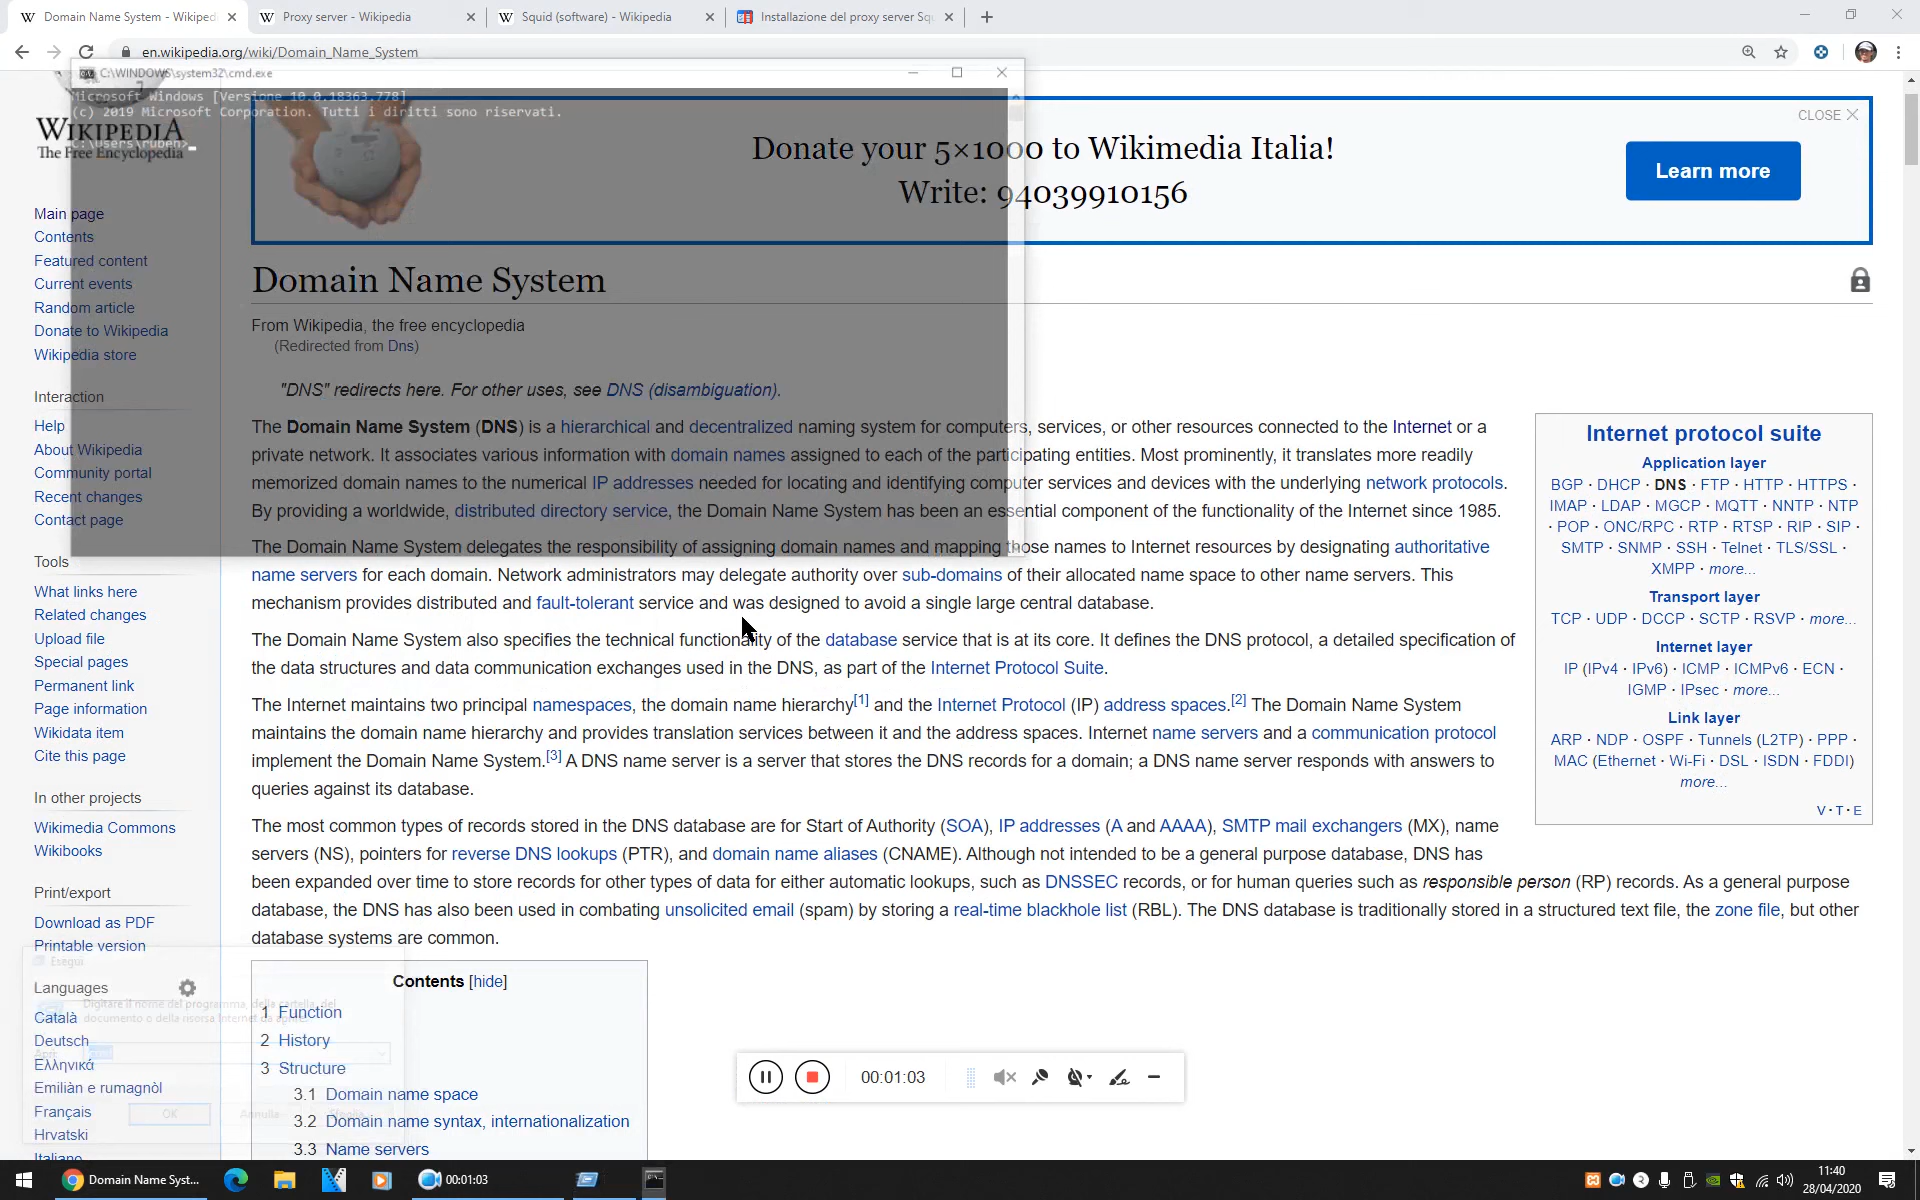 Domain Name System - Wikiped
Proxy server - Wikipedia
Squid (software) - Wikipedia
Installazione del proxy server Squ
en.wikipedia.org/wiki/Domain_Name_System
C:\WINDOWS\system32\cmd.exe
Microsoft Windows [Versione 10.0.18363.778]
(c) 2019 Microsoft Corporation. Tutti i diritti sono riservati.
C:\Users\ruben>
WIKIPEDIA
The Free Encyclopedia
Main page
Contents
Featured content
Current events
Random article
Donate to Wikipedia
Wikipedia store
Interaction
Help
About Wikipedia
Community portal
Recent changes
Contact page
Tools
What links here
Related changes
Upload file
Special pages
Permanent link
Page information
Wikidata item
Cite this page
In other projects
Wikimedia Commons
Wikibooks
Print/export
Download as PDF
Printable version
Languages
Català
Deutsch
Ελληνικά
Emiliàn e rumagnòl
Français
Hrvatski
Italiano
Esegui
Digitare il nome del programma, della cartella, del
documento o della risorsa Internet da aprire.
Apri:
cmd
OK
Annulla
CLOSE
Donate your 5×1000 to Wikimedia Italia!
Write: 94039910156
Learn more
Domain Name System
From Wikipedia, the free encyclopedia
(Redirected from Dns)
"DNS" redirects here. For other uses, see DNS (disambiguation).
The Domain Name System (DNS) is a hierarchical and decentralized naming system for computers, services, or other resources connected to the Internet or a
private network. It associates various information with domain names assigned to each of the participating entities. Most prominently, it translates more readily
memorized domain names to the numerical IP addresses needed for locating and identifying computer services and devices with the underlying network protocols.
By providing a worldwide, distributed directory service, the Domain Name System has been an essential component of the functionality of the Internet since 1985.
The Domain Name System delegates the responsibility of assigning domain names and mapping those names to Internet resources by designating authoritative
name servers for each domain. Network administrators may delegate authority over sub-domains of their allocated name space to other name servers. This
mechanism provides distributed and fault-tolerant service and was designed to avoid a single large central database.
The Domain Name System also specifies the technical functionality of the database service that is at its core. It defines the DNS protocol, a detailed specification of
the data structures and data communication exchanges used in the DNS, as part of the Internet Protocol Suite.
The Internet maintains two principal namespaces, the domain name hierarchy[1] and the Internet Protocol (IP) address spaces.[2] The Domain Name System
maintains the domain name hierarchy and provides translation services between it and the address spaces. Internet name servers and a communication protocol
implement the Domain Name System.[3] A DNS name server is a server that stores the DNS records for a domain; a DNS name server responds with answers to
queries against its database.
The most common types of records stored in the DNS database are for Start of Authority (SOA), IP addresses (A and AAAA), SMTP mail exchangers (MX), name
servers (NS), pointers for reverse DNS lookups (PTR), and domain name aliases (CNAME). Although not intended to be a general purpose database, DNS has
been expanded over time to store records for other types of data for either automatic lookups, such as DNSSEC records, or for human queries such as responsible person (RP) records. As a general purpose
database, the DNS has also been used in combating unsolicited email (spam) by storing a real-time blackhole list (RBL). The DNS database is traditionally stored in a structured text file, the zone file, but other
database systems are common.
Contents [hide]
1 Function
2 History
3 Structure
3.1 Domain name space
3.2 Domain name syntax, internationalization
3.3 Name servers
Internet protocol suite
Application layer
BGP · DHCP · DNS · FTP · HTTP · HTTPS ·
IMAP · LDAP · MGCP · MQTT · NNTP · NTP
· POP · ONC/RPC · RTP · RTSP · RIP · SIP ·
SMTP · SNMP · SSH · Telnet · TLS/SSL ·
XMPP · more...
Transport layer
TCP · UDP · DCCP · SCTP · RSVP · more...
Internet layer
IP (IPv4 · IPv6) · ICMP · ICMPv6 · ECN ·
IGMP · IPsec · more...
Link layer
ARP · NDP · OSPF · Tunnels (L2TP) · PPP ·
MAC (Ethernet · Wi-Fi · DSL · ISDN · FDDI)
more...
V · T · E
00:01:03
Domain Name Syst...
00:01:03
11:40
28/04/2020